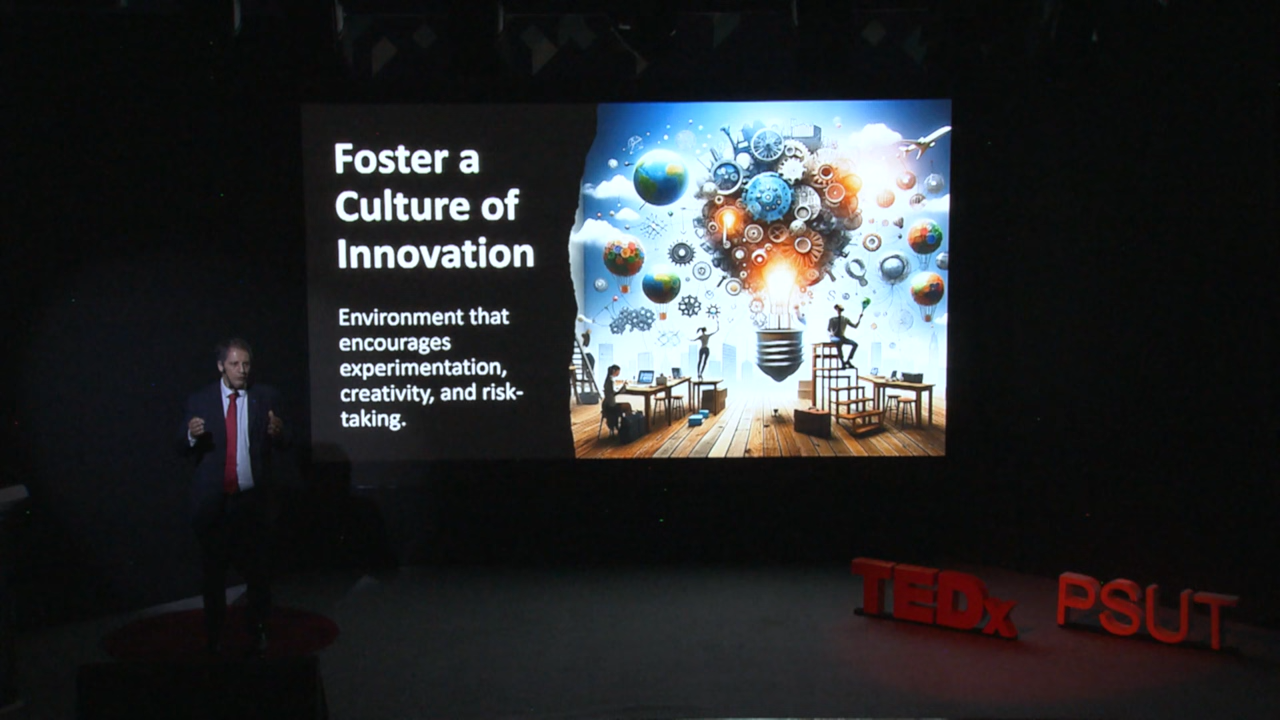 Foster a
Culture of
Innovation
Environment that
encourages
experimentation,
creativity, and risk-
taking.
TEDx PSUT